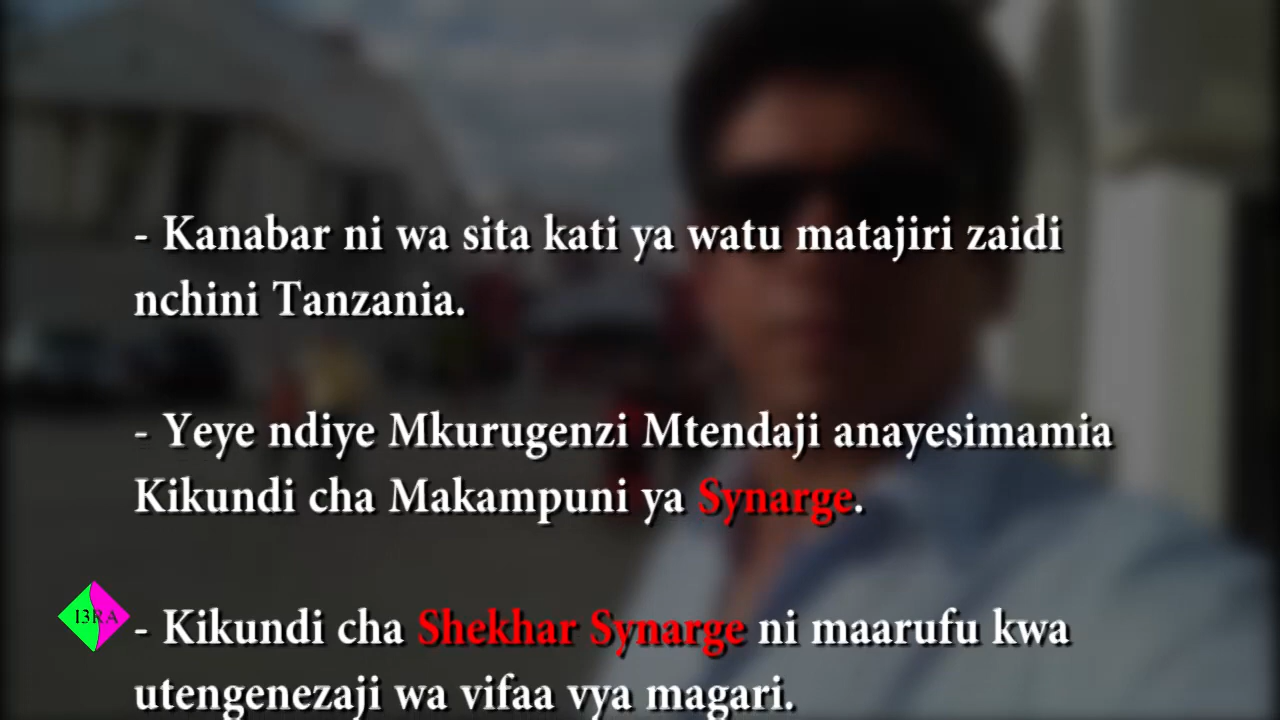 - Kanabar ni wa sita kati ya watu matajiri zaidi
nchini Tanzania.
- Yeye ndiye Mkurugenzi Mtendaji anayesimamia
Kikundi cha Makampuni ya Synarge.
I3RA
- Kikundi cha Shekhar Synarge ni maarufu kwa
utengenezaji wa vifaa vya magari.